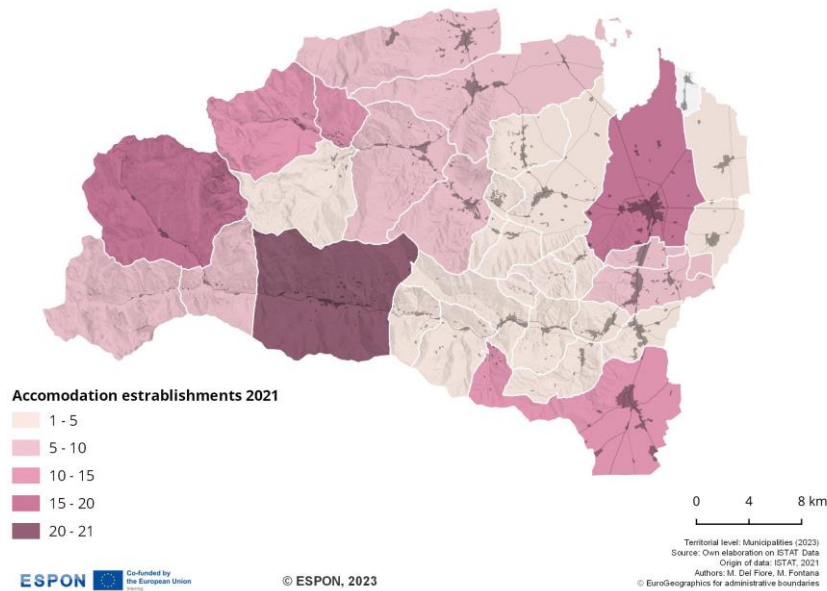 Accomodation estrablishments 2021
1 - 5
5 - 10
10 - 15
15 - 20
20 - 21
0 4 8 km
Territorial level: Municipalities (2023)
Source: Own elaboration on ISTAT Data
Origin of data: ISTAT, 2021
Authors: M. Del Fiore, M. Fontana
© EuroGeographics for administrative boundaries
ESPON
Co-funded by
the European Union
Interreg
© ESPON, 2023